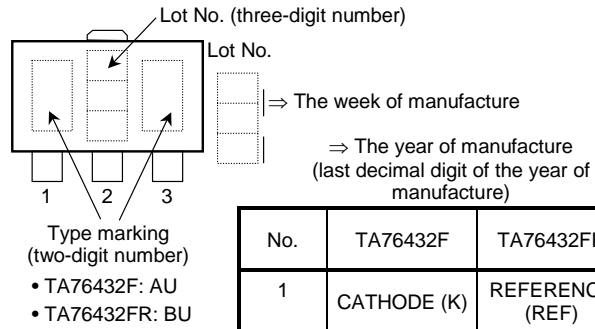 Lot No. (three-digit number)
Lot No.
⇒ The week of manufacture
⇒ The year of manufacture
(last decimal digit of the year of
manufacture)
1 2 3
Type marking
(two-digit number)
• TA76432F: AU
• TA76432FR: BU
No. TA76432F
1 CATHODE (K)
(REF)